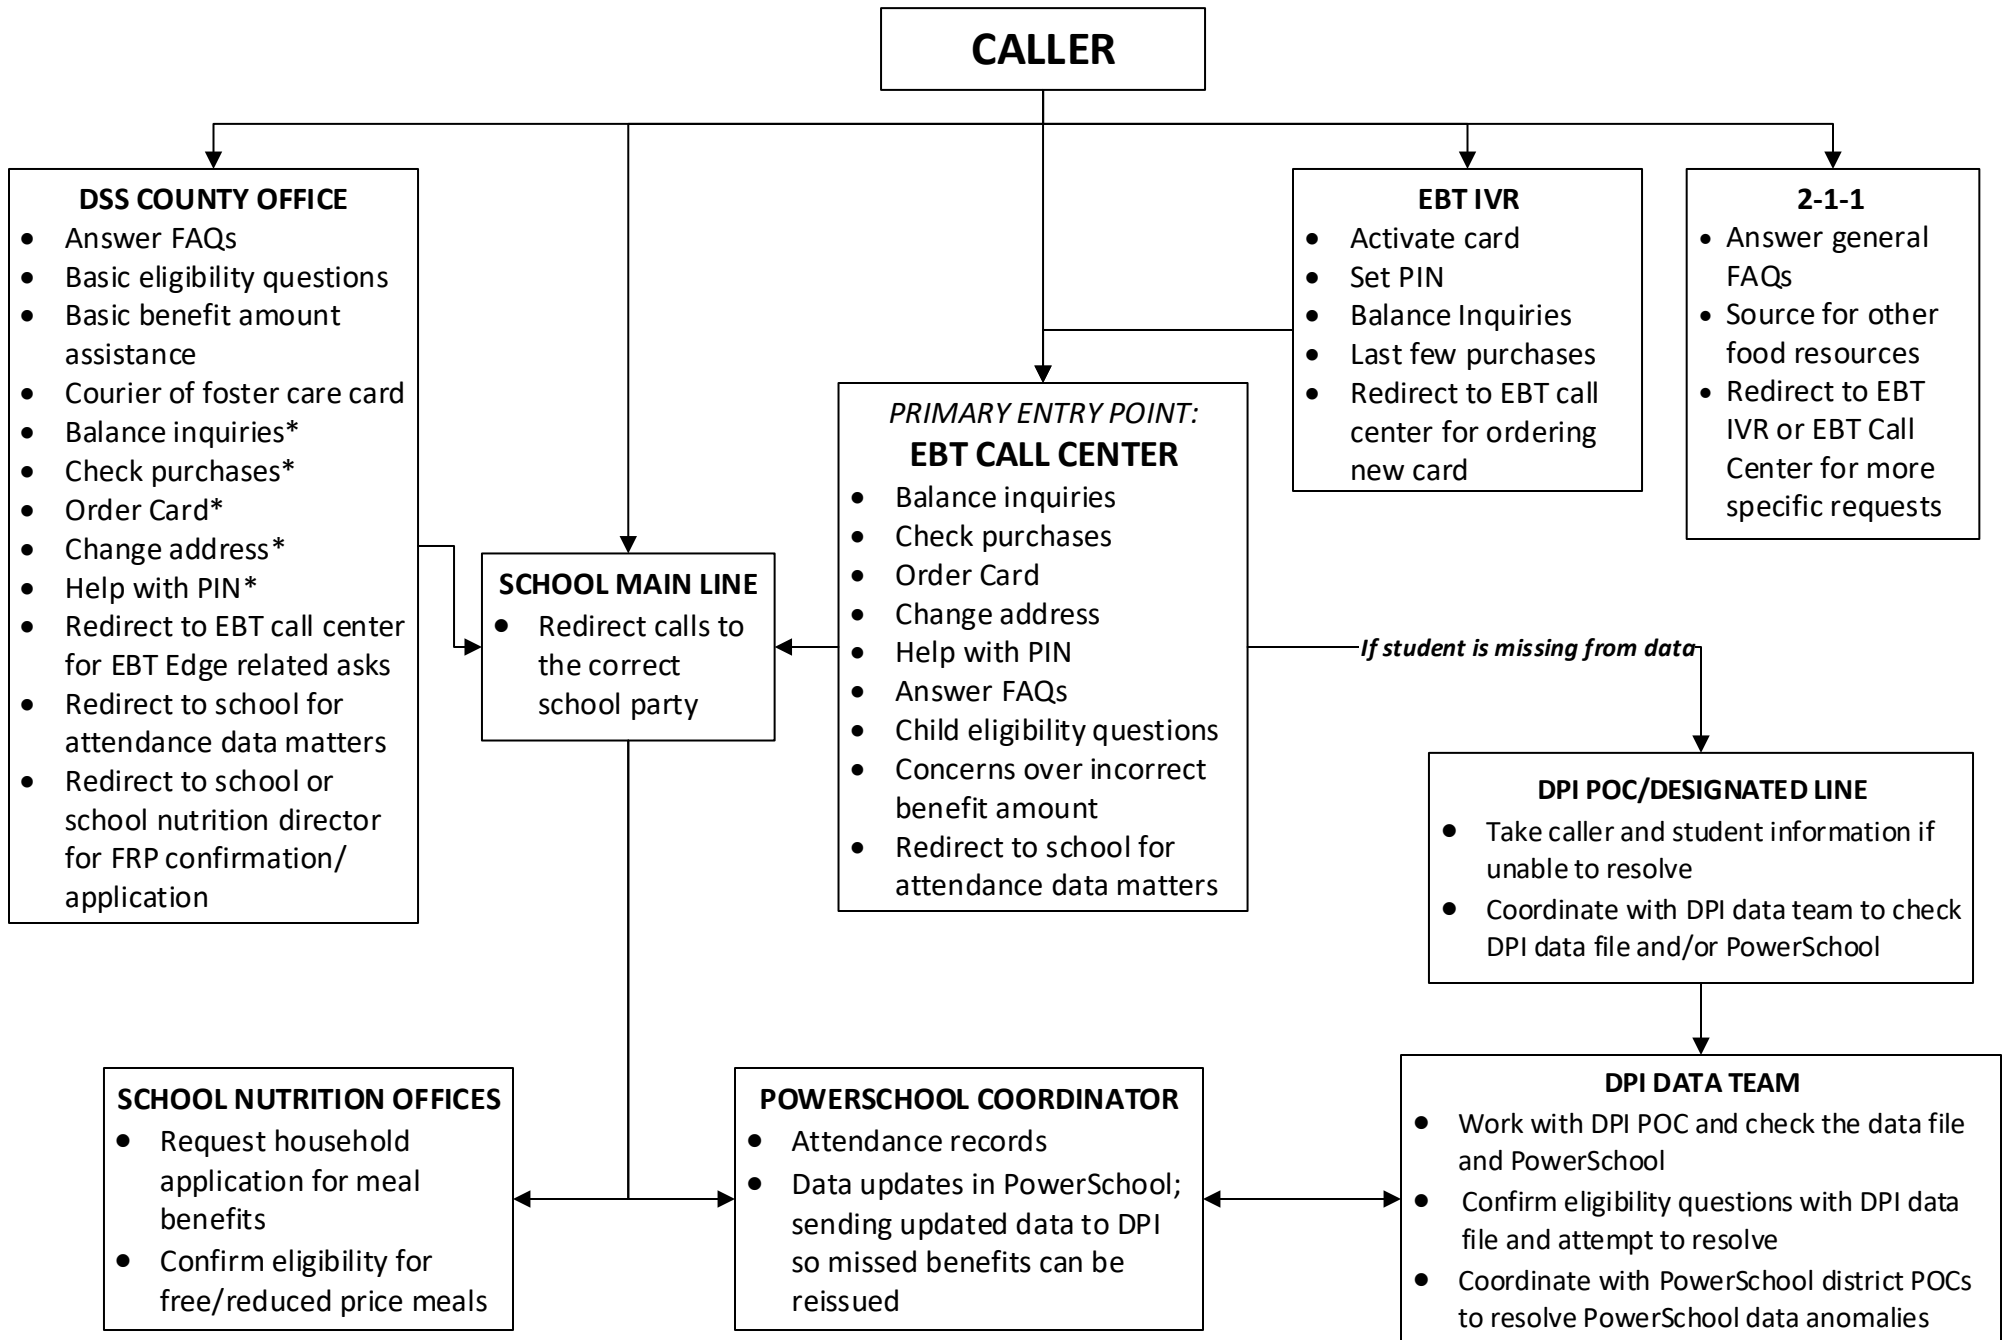 CALLER
DSS COUNTY OFFICE
• Answer FAQs
• Basic eligibility questions
• Basic benefit amount
assistance
• Courier of foster care card
• Balance inquiries*
• Check purchases*
• Order Card*
• Change address*
• Help with PIN*
• Redirect to EBT call center
for EBT Edge related asks
• Redirect to school for
attendance data matters
• Redirect to school or
school nutrition director
for FRP confirmation/
application
SCHOOL MAIN LINE
• Redirect calls to
the correct
school party
PRIMARY ENTRY POINT:
EBT CALL CENTER
• Balance inquiries
• Check purchases
• Order Card
• Change address
• Help with PIN
• Answer FAQs
• Child eligibility questions
• Concerns over incorrect
benefit amount
• Redirect to school for
attendance data matters
EBT IVR
• Activate card
• Set PIN
• Balance Inquiries
• Last few purchases
• Redirect to EBT call
center for ordering
new card
2-1-1
• Answer general
FAQs
• Source for other
food resources
• Redirect to EBT
IVR or EBT Call
Center for more
specific requests
If student is missing from data
DPI POC/DESIGNATED LINE
• Take caller and student information if
unable to resolve
• Coordinate with DPI data team to check
DPI data file and/or PowerSchool
SCHOOL NUTRITION OFFICES
• Request household
application for meal
benefits
• Confirm eligibility for
free/reduced price meals
POWERSCHOOL COORDINATOR
• Attendance records
• Data updates in PowerSchool;
sending updated data to DPI
so missed benefits can be
reissued
DPI DATA TEAM
• Work with DPI POC and check the data file
and PowerSchool
• Confirm eligibility questions with DPI data
file and attempt to resolve
• Coordinate with PowerSchool district POCs
to resolve PowerSchool data anomalies